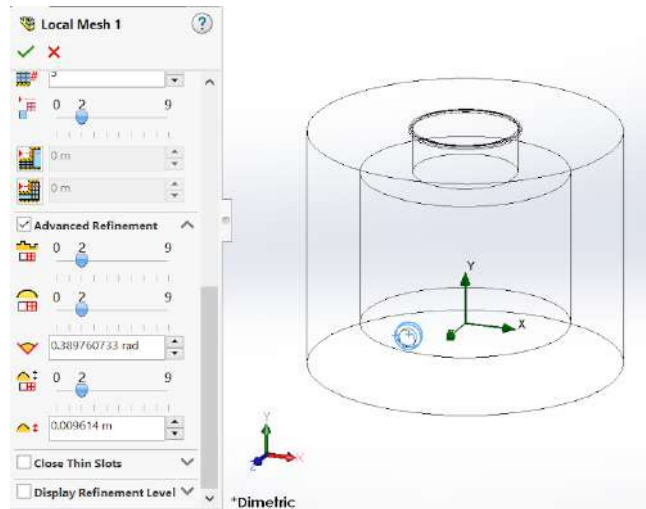 Local Mesh 1
?
0 2 9
0 m
0 m
Advanced Refinement
0 2 9
0 2 9
0.389760733 rad
0 2 9
0.009614 m
Close Thin Slots
Display Refinement Level
Y
X
Y
X
Z
*Dimetric